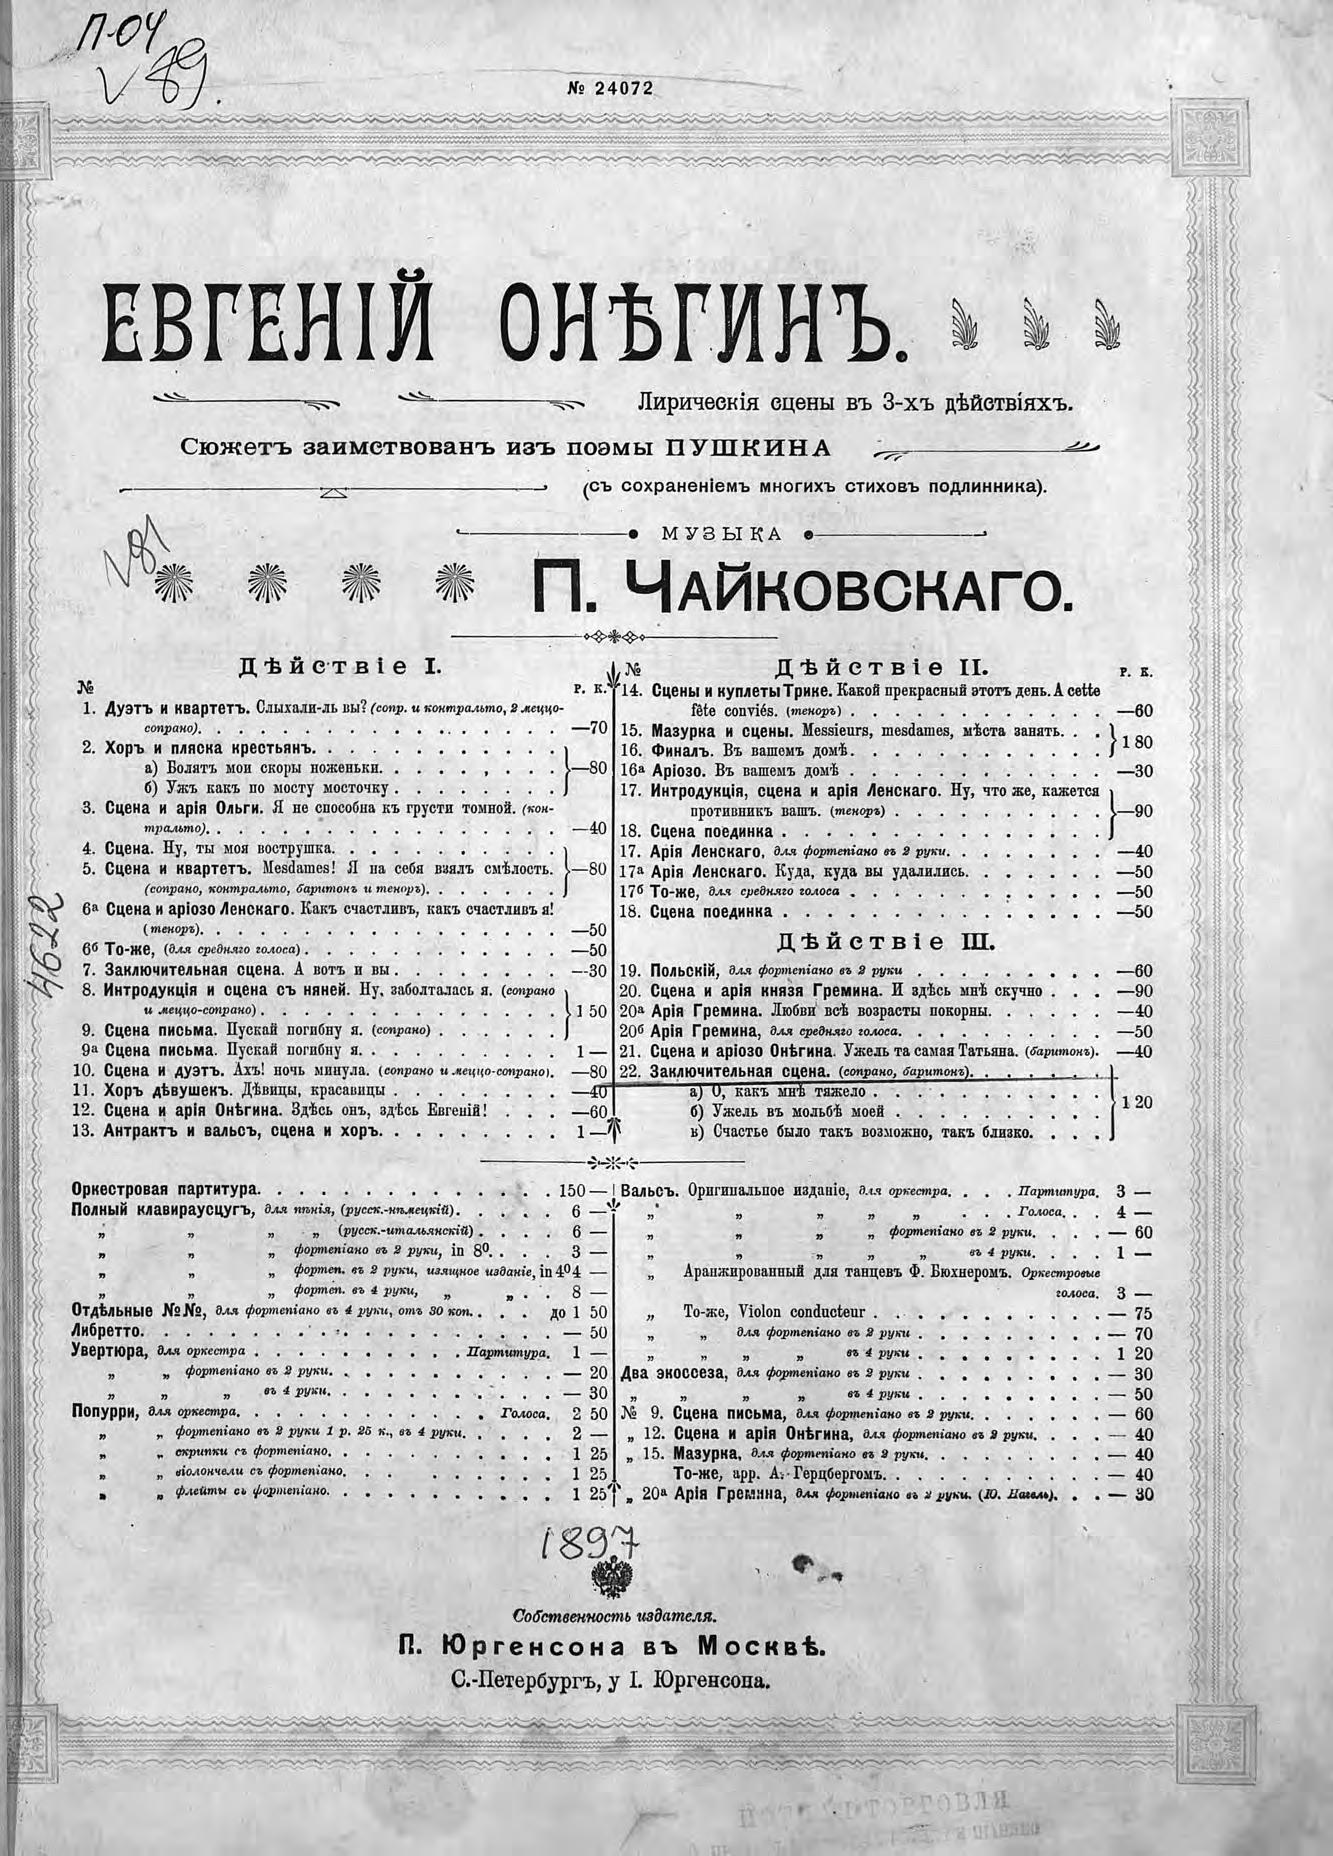 П-04
V 89.
№ 24072
ЕВГЕНІЙ ОНѢГИНЪ.
Лирическія сцены въ 3-хъ дѣйствіяхъ.
Сюжетъ заимствованъ изъ поэмы ПУШКИНА
(съ сохраненіемъ многихъ стиховъ подлинника).
V81
МУЗЫКА
П. ЧАЙКОВСКАГО.
Дѣйствіе I.
№ Р. К.
1. Дуэтъ и квартетъ. Слыхали-ль вы? (сопр. и контральто, 2 меццо-
сопрано). —70
2. Хоръ и пляска крестьянъ.
а) Болятъ мои скоры ноженьки. —80
б) Ужъ какъ по мосту мосточку
3. Сцена и арія Ольги. Я не способна къ грусти томной. (кон-
тральто). —40
4. Сцена. Ну, ты моя вострушка.
5. Сцена и квартетъ. Mesdames! Я на себя взялъ смѣлость. —80
(сопрано, контральто, баритонъ и теноръ).
6а Сцена и аріозо Ленскаго. Какъ счастливъ, какъ счастливъ я!
(теноръ). —50
6б То-же, (для средняго голоса) —50
7. Заключительная сцена. А вотъ и вы —30
8. Интродукція и сцена съ няней. Ну, заболталась я. (сопрано
и меццо-сопрано). 1 50
9. Сцена письма. Пускай погибну я. (сопрано)
9а Сцена письма. Пускай погибну я. 1 —
10. Сцена и дуэтъ. Ахъ! ночь минула. (сопрано и меццо-сопрано). —80
11. Хоръ дѣвушекъ. Дѣвицы, красавицы —40
12. Сцена и арія Онѣгина. Здѣсь онъ, здѣсь Евгеній! —60
13. Антрактъ и вальсъ, сцена и хоръ. 1 —
22794
Дѣйствіе II.
№ Р. К.
14. Сцены и куплеты Трике. Какой прекрасный этотъ день. A cette
fête conviés. (теноръ) —60
15. Мазурка и сцены. Messieurs, mesdames, мѣста занять. 1 80
16. Финалъ. Въ вашемъ домѣ.
16а Аріозо. Въ вашемъ домѣ —30
17. Интродукція, сцена и арія Ленскаго. Ну, что же, кажется
противникъ вашъ. (теноръ) —90
18. Сцена поединка
17. Арія Ленскаго, для фортепіано въ 2 руки. —40
17а Арія Ленскаго. Куда, куда вы удалились. —50
17б То-же, для средняго голоса —50
18. Сцена поединка —50
Дѣйствіе III.
19. Польскій, для фортепіано въ 2 руки —60
20. Сцена и арія князя Гремина. И здѣсь мнѣ скучно —90
20а Арія Гремина. Любви всѣ возрасты покорны. —40
20б Арія Гремина, для средняго голоса. —50
21. Сцена и аріозо Онѣгина. Ужель та самая Татьяна. (баритонъ). —40
22. Заключительная сцена. (сопрано, баритонъ).
а) О, какъ мнѣ тяжело
б) Ужель въ мольбѣ моей 1 20
в) Счастье было такъ возможно, такъ близко.
Оркестровая партитура. 150 —
Полный клавираусцугъ, для пѣнія, (русск.-нѣмецкій). 6 —
„ „ „ „ (русск.-итальянскій) 6 —
„ „ „ фортепіано въ 2 руки, in 8⁰. 3 —
„ „ „ фортеп. въ 2 руки, изящное изданіе, in 4⁰ 4 —
„ „ „ фортеп. въ 4 руки, „ „ 8 —
Отдѣльные №№, для фортепіано въ 4 руки, отъ 30 коп. до 1 50
Либретто. — 50
Увертюра, для оркестра Партитура. 1 —
„ „ фортепіано въ 2 руки. — 20
„ „ „ въ 4 руки. — 30
Попурри, для оркестра. Голоса. 2 50
„ „ фортепіано въ 2 руки 1 р. 25 к., въ 4 руки. 2 —
„ „ скрипки съ фортепіано. 1 25
„ „ віолончели съ фортепіано. 1 25
„ „ флейты съ фортепіано. 1 25
Вальсъ. Оригинальное изданіе, для оркестра. Партитура. 3 —
„ „ „ „ „ Голоса. 4 —
„ „ „ „ фортепіано въ 2 руки. — 60
„ „ „ „ „ въ 4 руки. 1 —
„ Аранжированный для танцевъ Ф. Бюхнеромъ. Оркестровые
голоса. 3 —
„ То-же, Violon conducteur — 75
„ „ для фортепіано въ 2 руки — 70
„ „ „ „ въ 4 руки 1 20
Два экоссеза, для фортепіано въ 2 руки — 30
„ „ „ „ въ 4 руки — 50
№ 9. Сцена письма, для фортепіано въ 2 руки. — 60
„ 12. Сцена и арія Онѣгина, для фортепіано въ 2 руки. — 40
„ 15. Мазурка, для фортепіано въ 2 руки. — 40
То-же, арр. А. Герцбергомъ. — 40
„ 20а Арія Гремина, для фортепіано въ 2 руки. (Ю. Нагель). — 30
1897
Собственность издателя.
П. Юргенсона въ Москвѣ.
С.-Петербургъ, у І. Юргенсона.